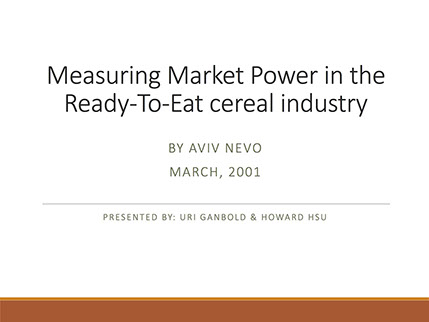 Measuring Market Power in the
Ready-To-Eat cereal industry
BY AVIV NEVO
MARCH, 2001
PRESENTED BY: URI GANBOLD & HOWARD HSU